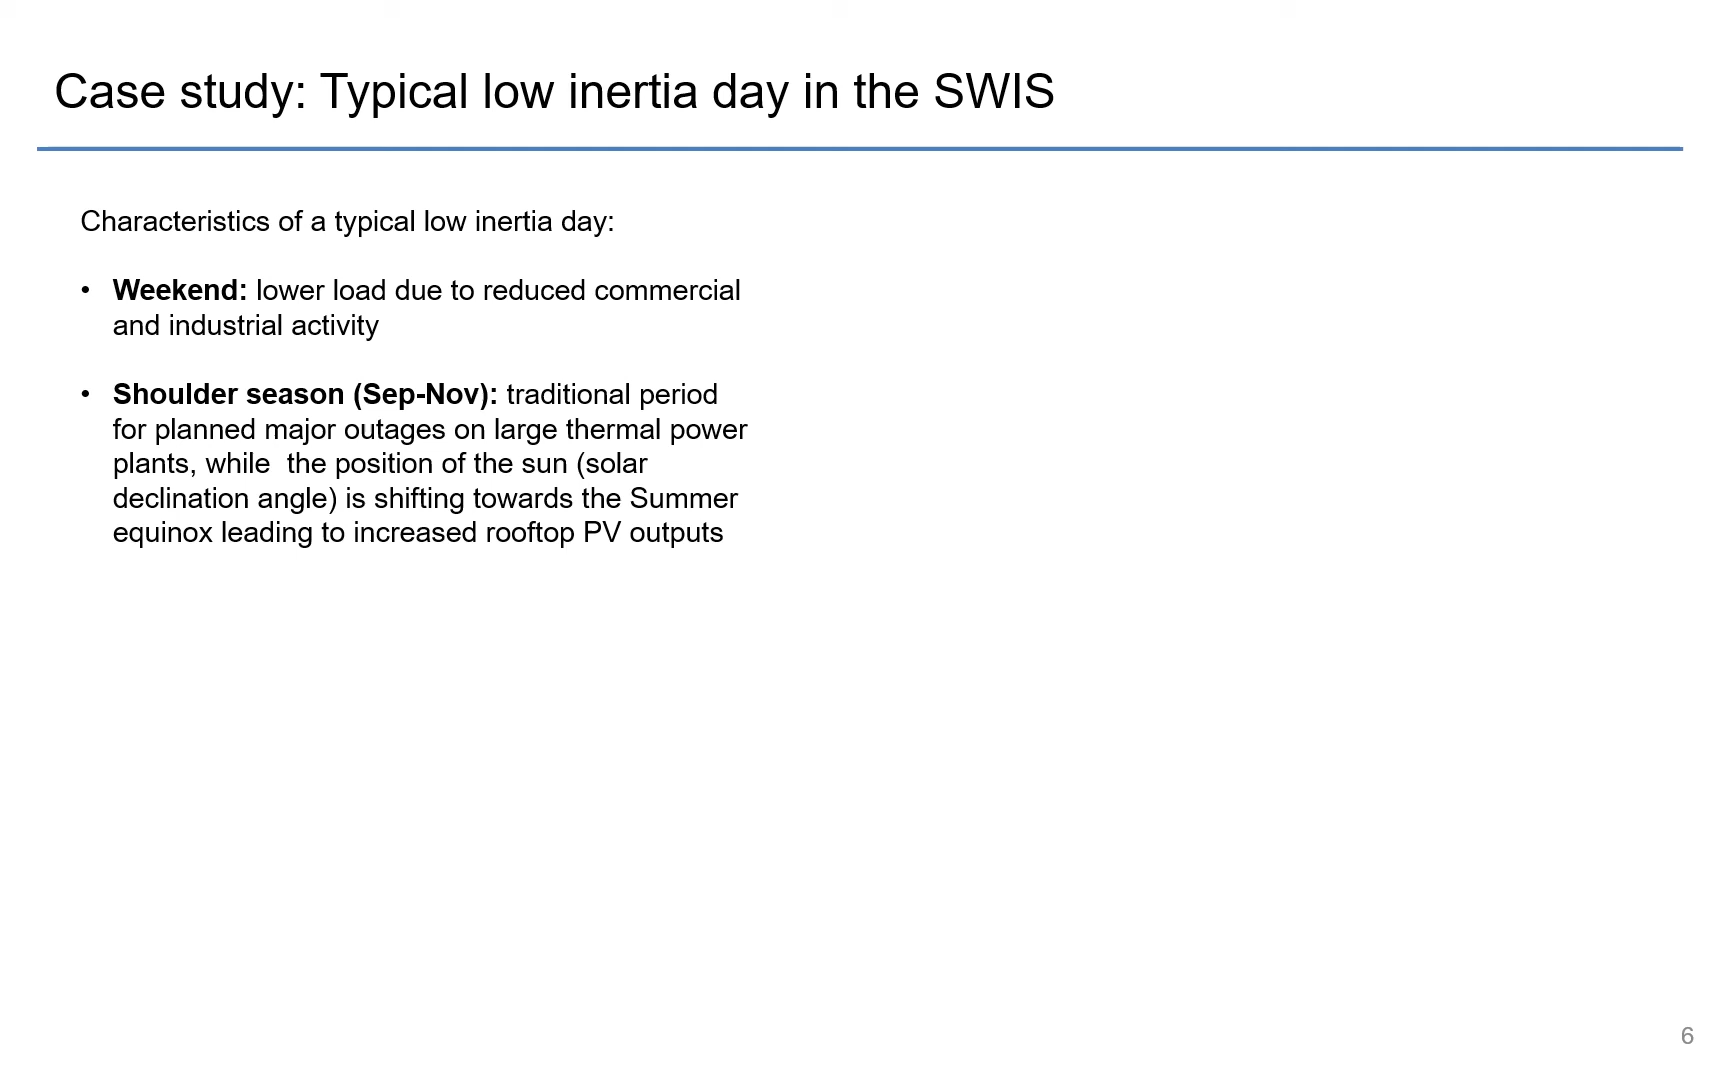 Case study: Typical low inertia day in the SWIS
Characteristics of a typical low inertia day:
• Weekend: lower load due to reduced commercial
and industrial activity
• Shoulder season (Sep-Nov): traditional period
for planned major outages on large thermal power
plants, while  the position of the sun (solar
declination angle) is shifting towards the Summer
equinox leading to increased rooftop PV outputs
6